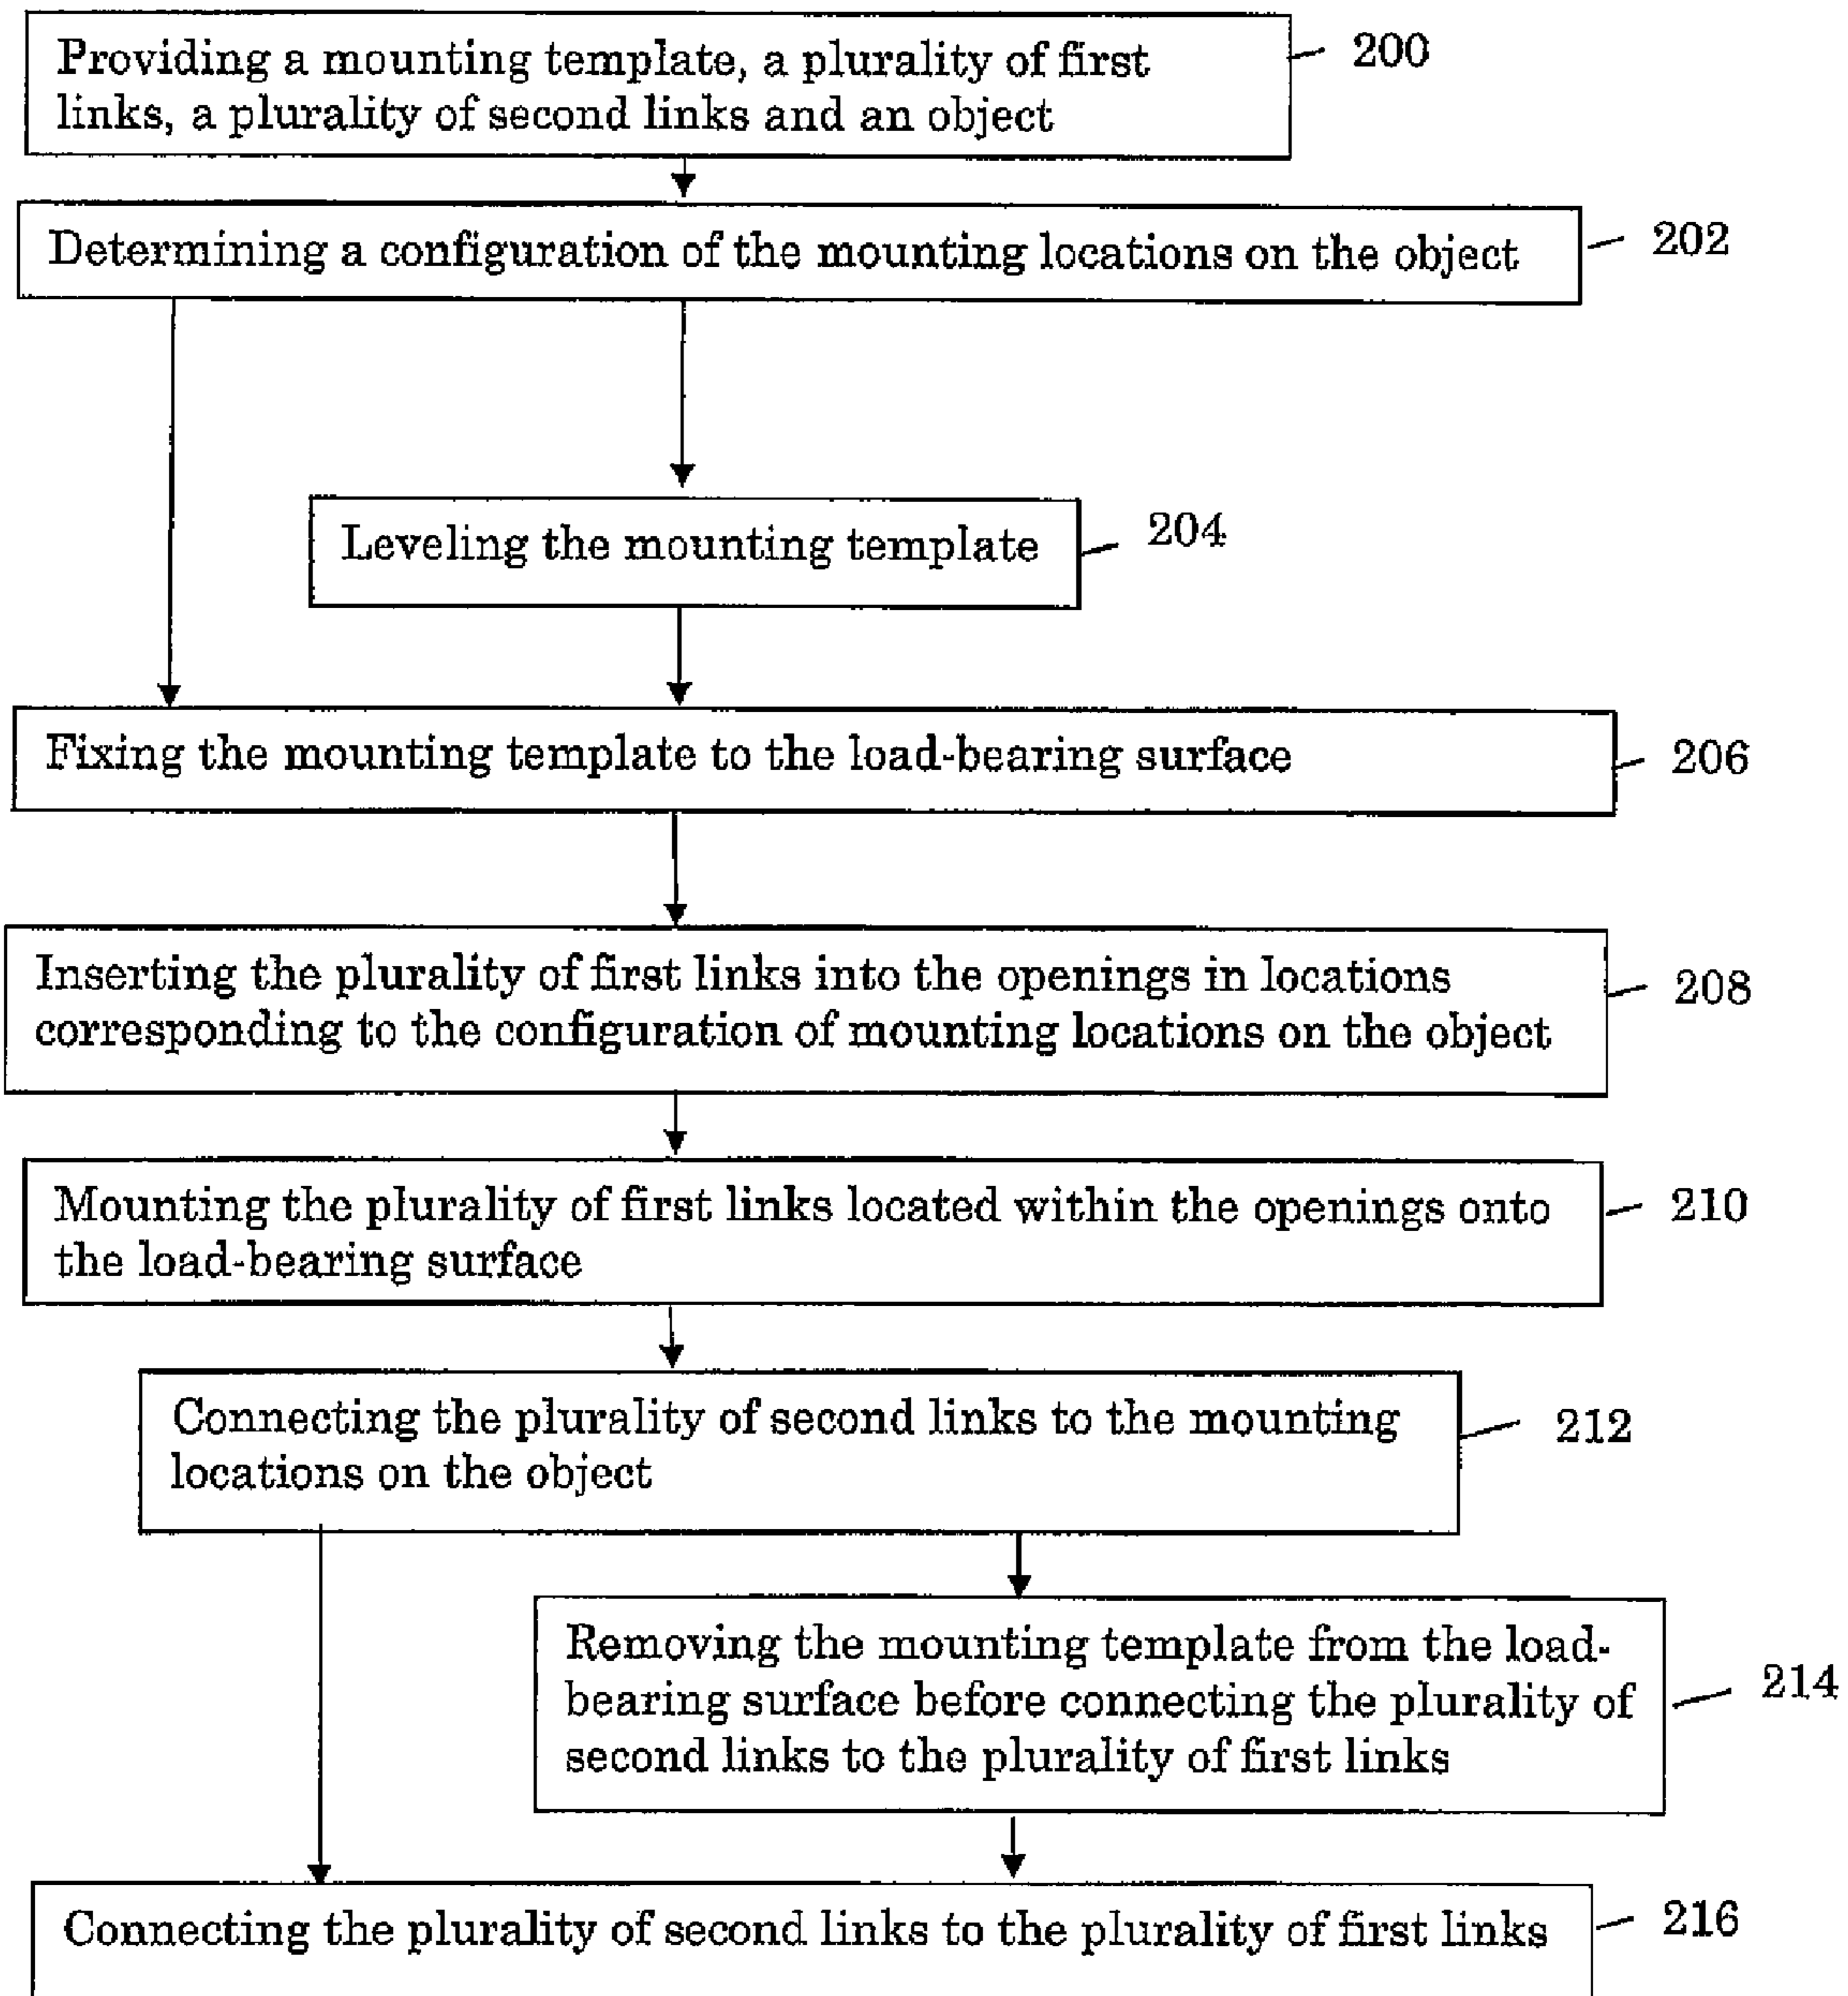 Providing a mounting template, a plurality of first
links, a plurality of second links and an object
200
Determining a configuration of the mounting locations on the object
202
Leveling the mounting template
204
Fixing the mounting template to the load-bearing surface
206
Inserting the plurality of first links into the openings in locations
corresponding to the configuration of mounting locations on the object
208
Mounting the plurality of first links located within the openings onto
the load-bearing surface
210
Connecting the plurality of second links to the mounting
locations on the object
212
Removing the mounting template from the load-
bearing surface before connecting the plurality of
second links to the plurality of first links
214
Connecting the plurality of second links to the plurality of first links
216